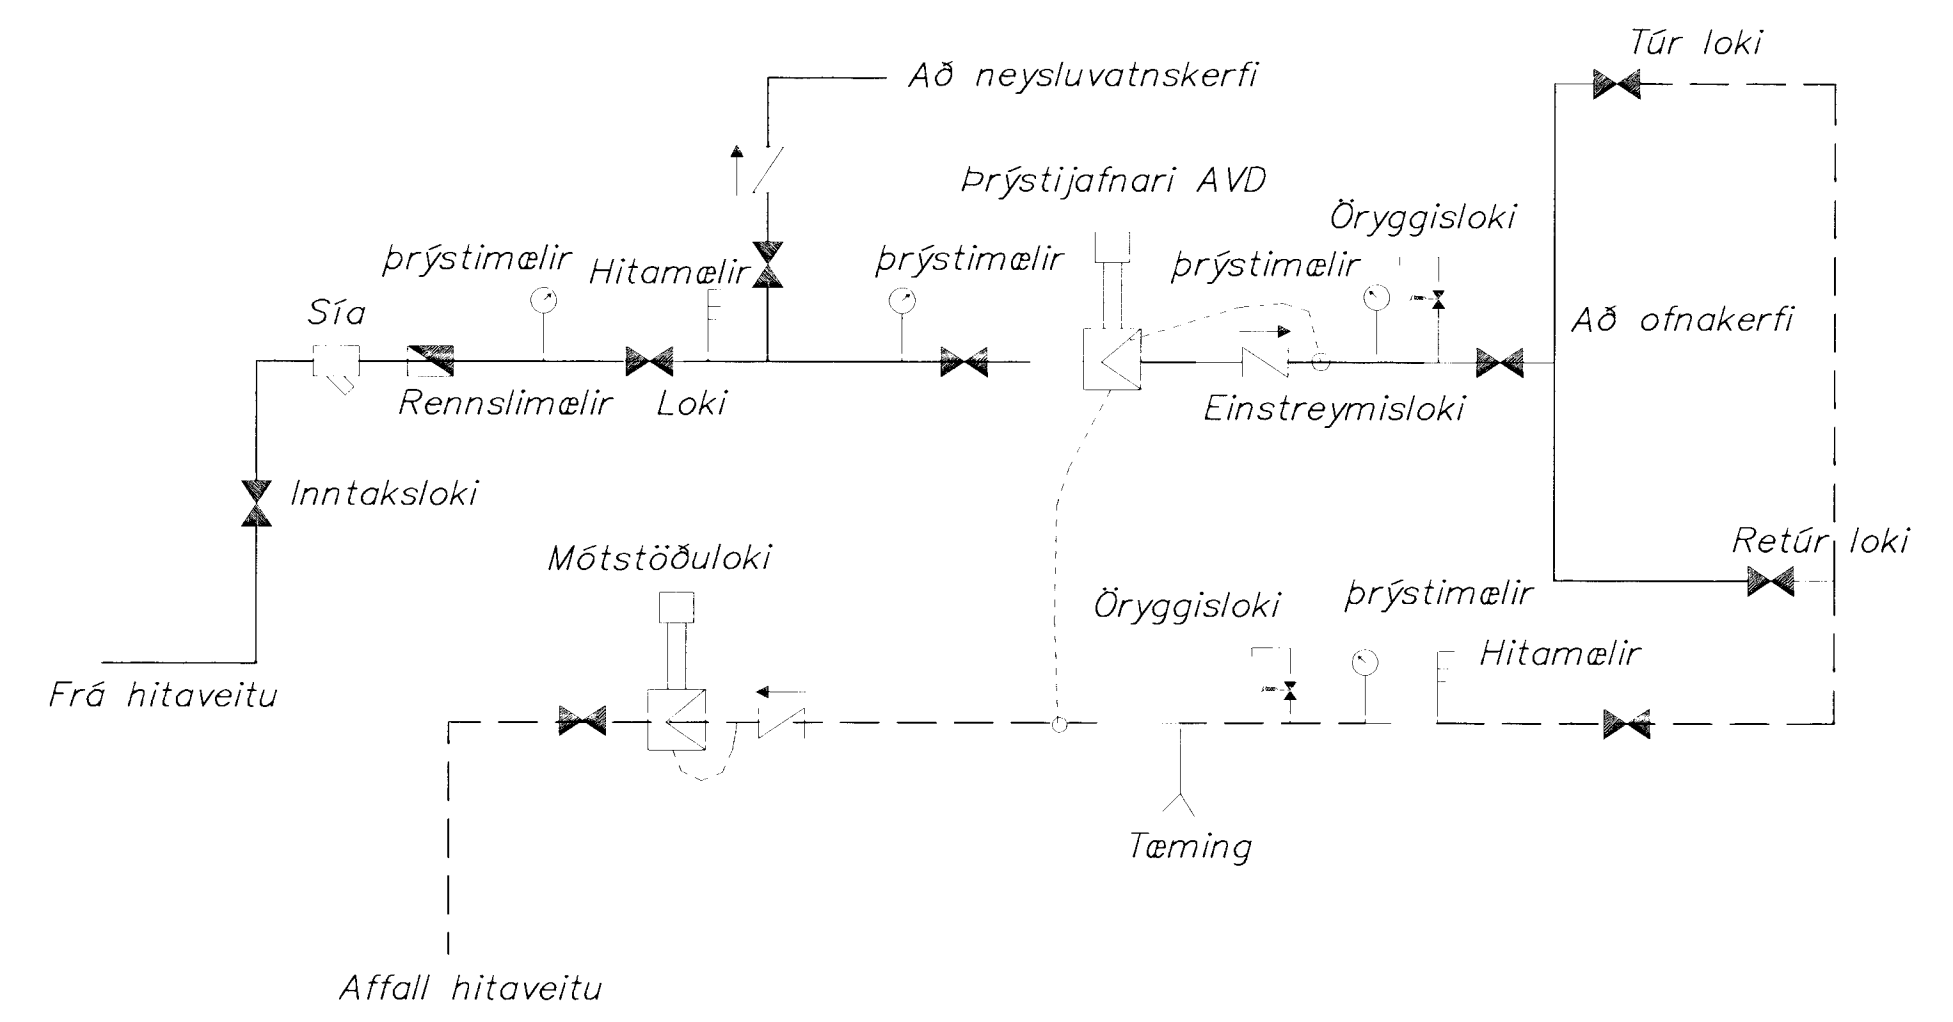 Túr loki
Að neysluvatnskerfi
Þrýstijafnari AVD
Öryggisloki
þrýstimælir
Hitamælir
þrýstimælir
þrýstimælir
Sía
Að ofnakerfi
Rennslimælir
Loki
Einstreymisloki
Inntaksloki
Retúr loki
Mótstöðuloki
Öryggisloki
þrýstimælir
Hitamælir
Frá hitaveitu
Tæming
Affall hitaveitu